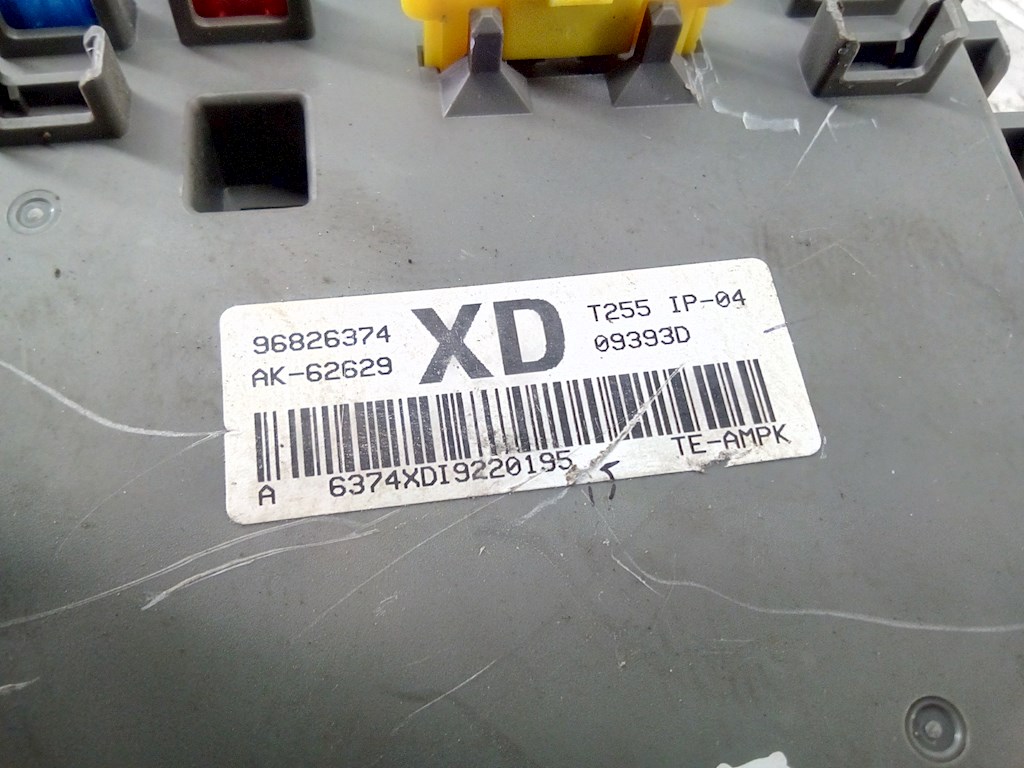 96826374
AK-62629
XD
T255 IP-04
09393D
TE-AMPK
A 6374XDI9220195